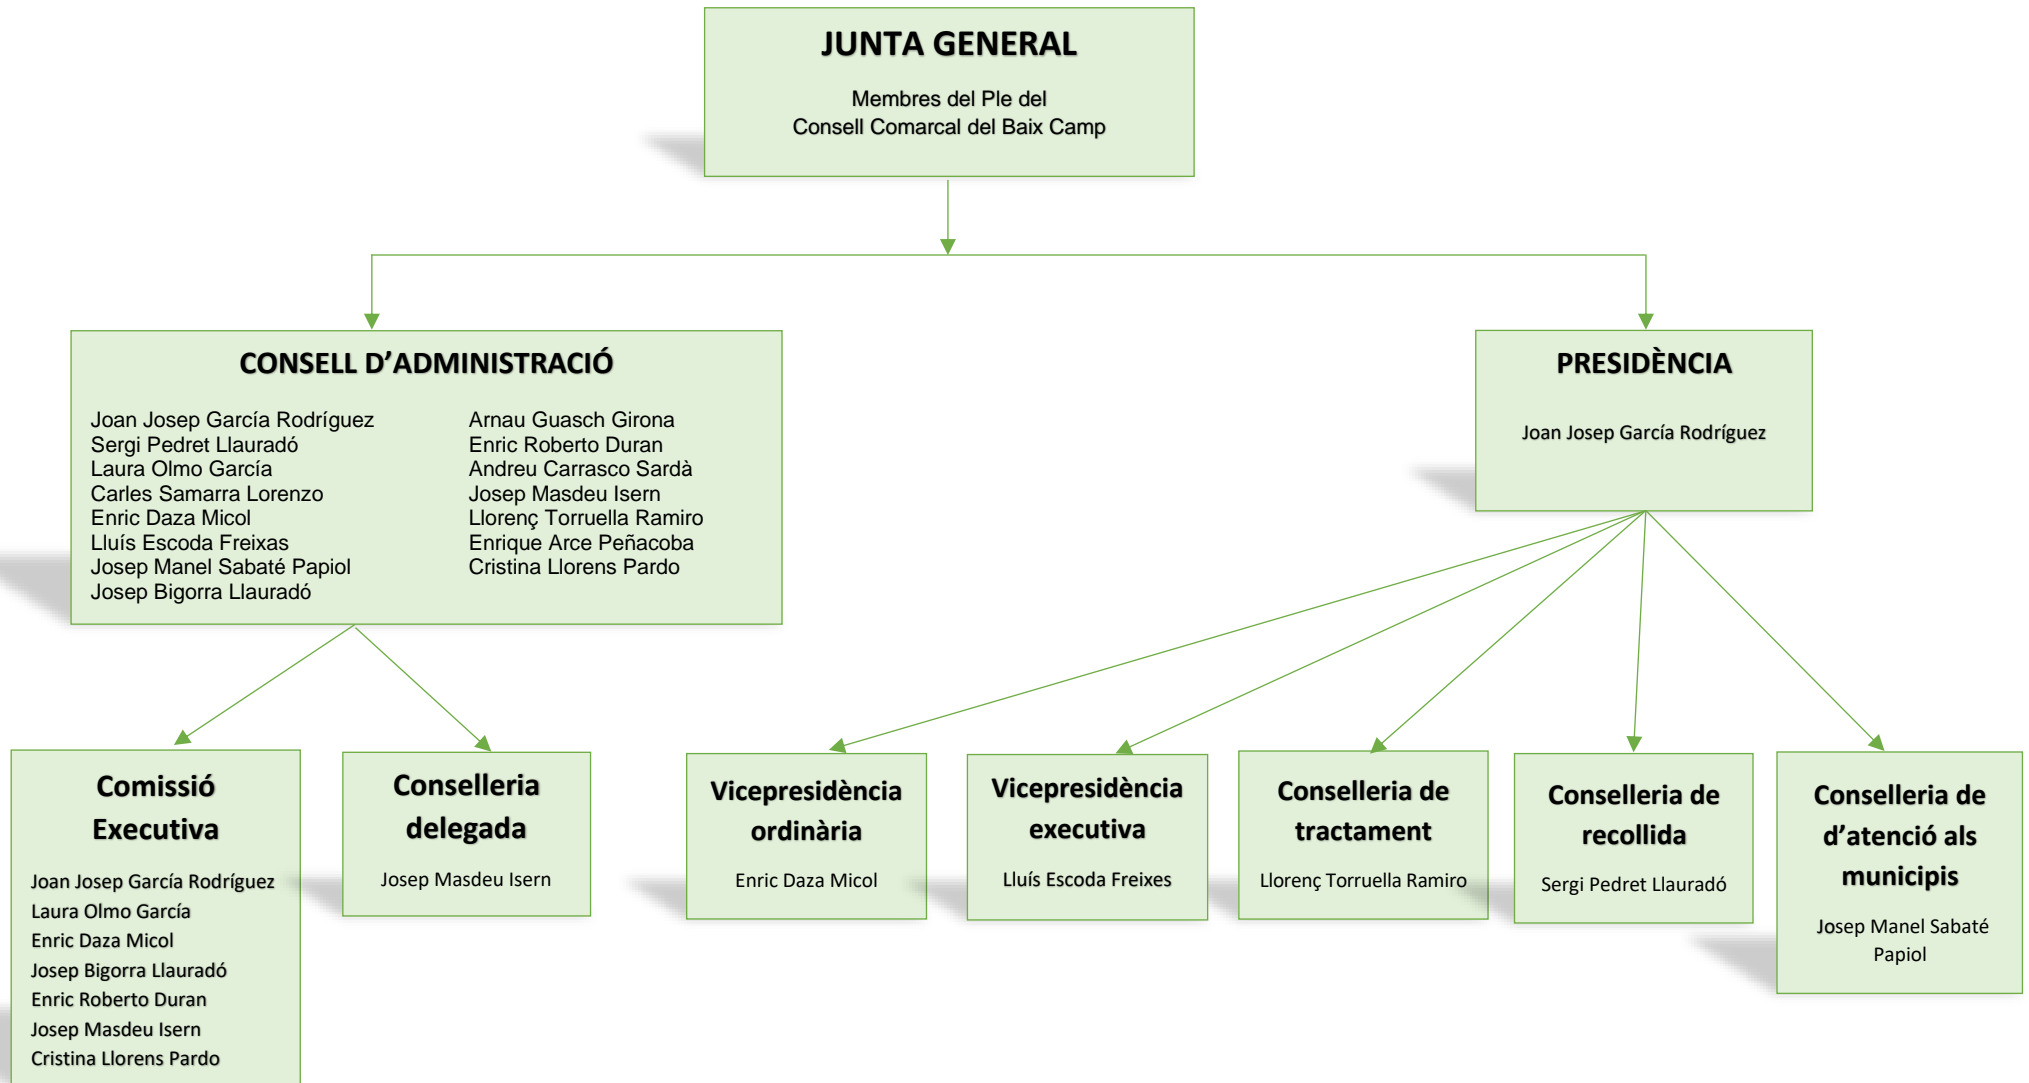 JUNTA GENERAL
Membres del Ple del
Consell Comarcal del Baix Camp
CONSELL D’ADMINISTRACIÓ
Joan Josep García Rodríguez
Sergi Pedret Llauradó
Laura Olmo García
Carles Samarra Lorenzo
Enric Daza Micol
Lluís Escoda Freixas
Josep Manel Sabaté Papiol
Josep Bigorra Llauradó
Arnau Guasch Girona
Enric Roberto Duran
Andreu Carrasco Sardà
Josep Masdeu Isern
Llorenç Torruella Ramiro
Enrique Arce Peñacoba
Cristina Llorens Pardo
PRESIDÈNCIA
Joan Josep García Rodríguez
Comissió
Executiva
Joan Josep García Rodríguez
Laura Olmo García
Enric Daza Micol
Josep Bigorra Llauradó
Enric Roberto Duran
Josep Masdeu Isern
Cristina Llorens Pardo
Conselleria
delegada
Josep Masdeu Isern
Vicepresidència
ordinària
Enric Daza Micol
Vicepresidència
executiva
Lluís Escoda Freixes
Conselleria de
tractament
Llorenç Torruella Ramiro
Conselleria de
recollida
Sergi Pedret Llauradó
Conselleria de
d’atenció als
municipis
Josep Manel Sabaté
Papiol